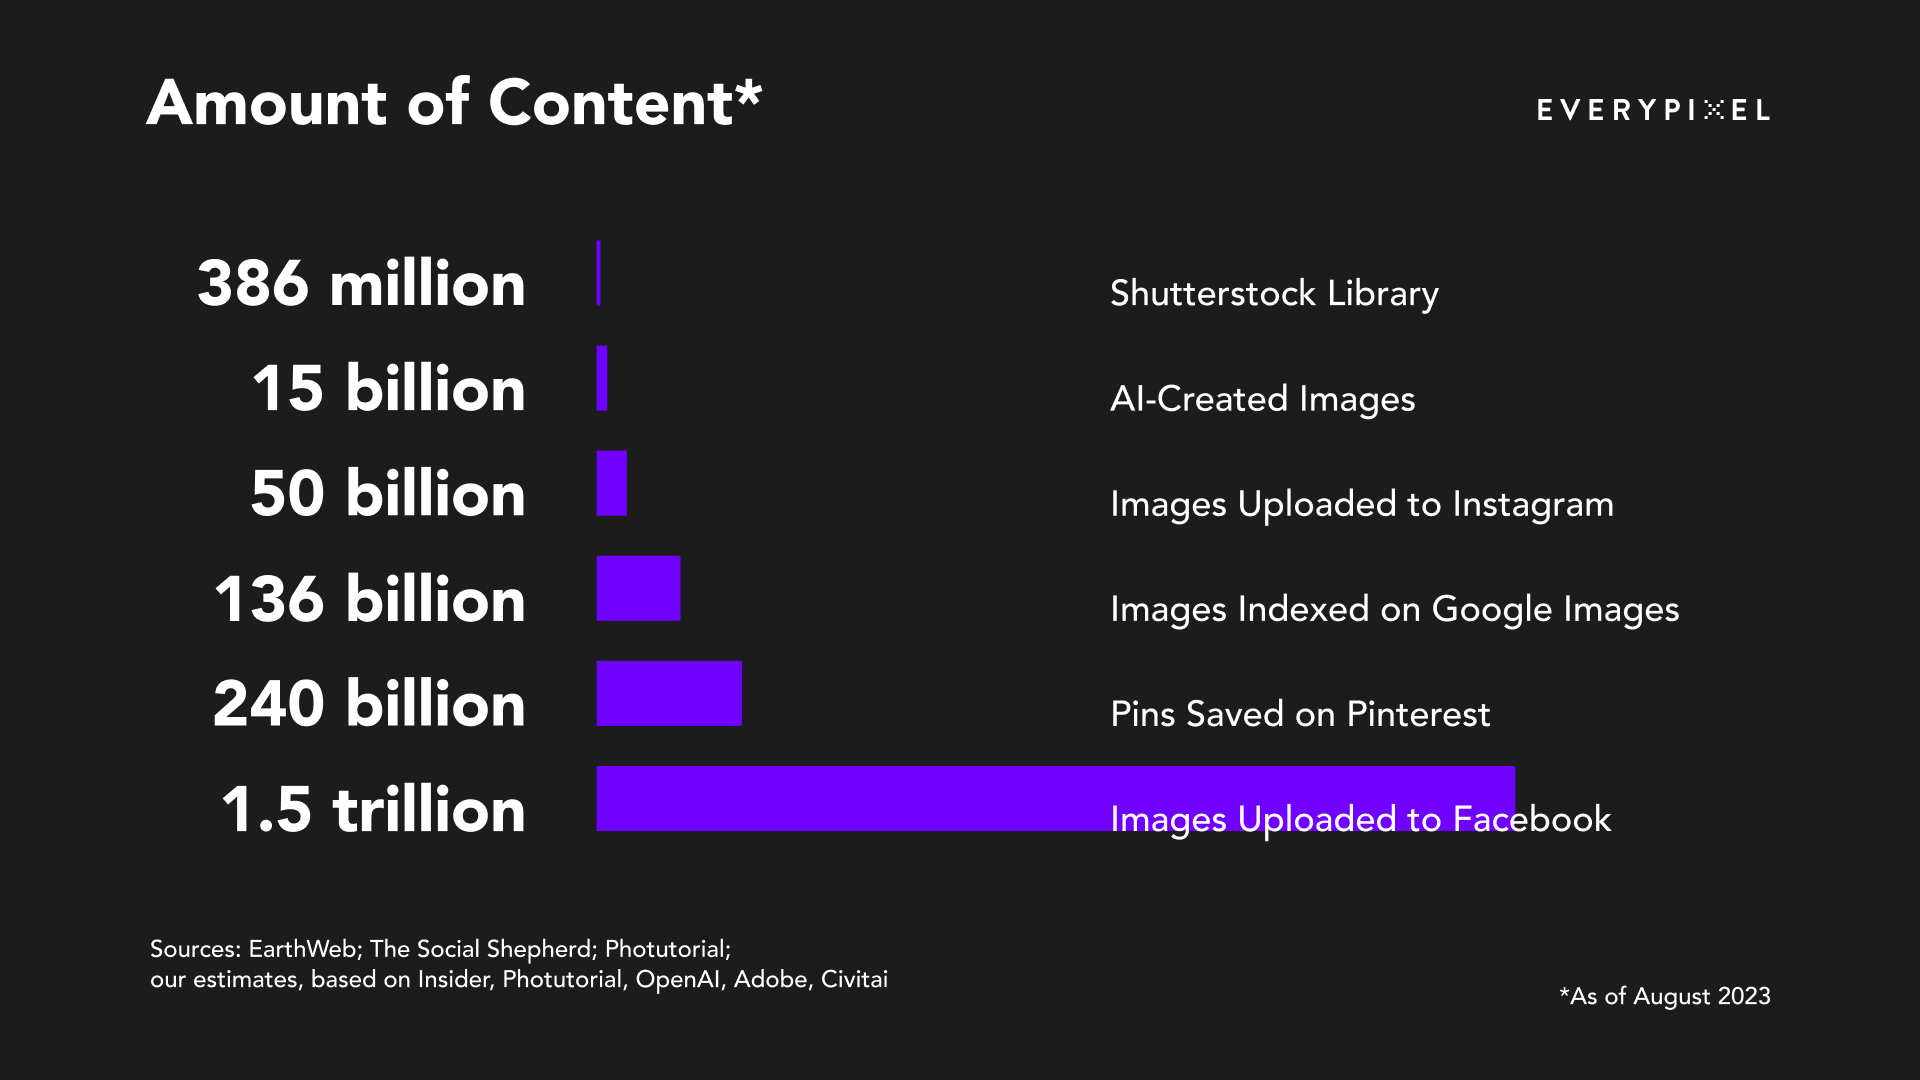 Amount of Content*
EVERYPIXEL
386 million
Shutterstock Library
15 billion
AI-Created Images
50 billion
Images Uploaded to Instagram
136 billion
Images Indexed on Google Images
240 billion
Pins Saved on Pinterest
1.5 trillion
Images Uploaded to Facebook
Sources: EarthWeb; The Social Shepherd; Photutorial;
our estimates, based on Insider, Photutorial, OpenAI, Adobe, Civitai
*As of August 2023